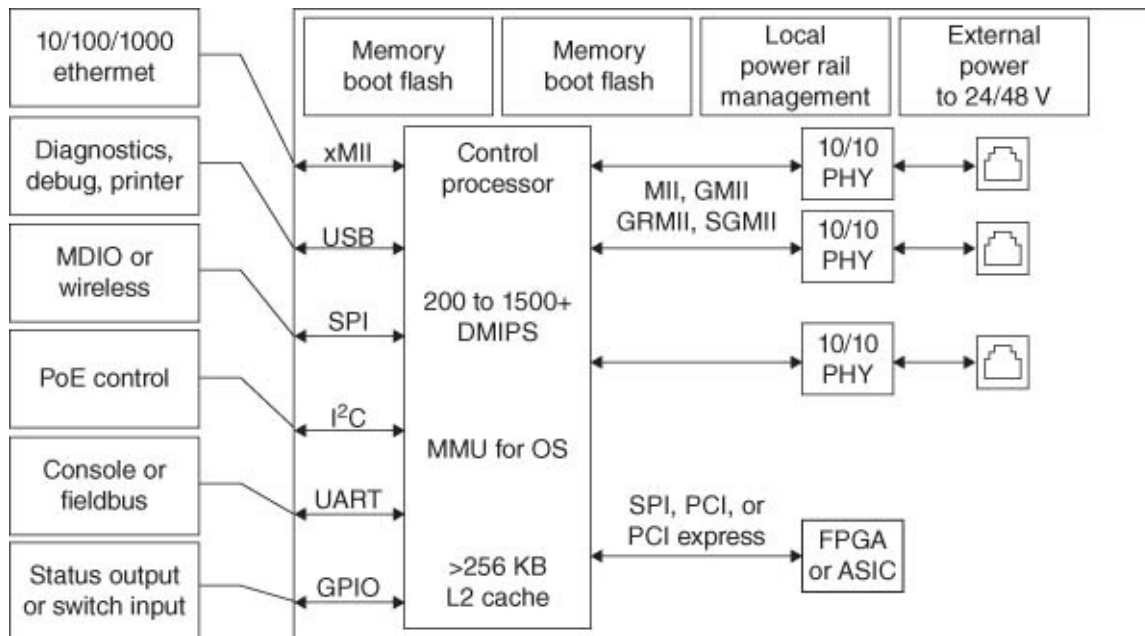 10/100/1000
ethermet
Diagnostics,
debug, printer
MDIO or
wireless
PoE control
Console or
fieldbus
Status output
or switch input
Memory
boot flash
Memory
boot flash
Local
power rail
management
External
power
to 24/48 V
xMII
USB
SPI
I²C
UART
GPIO
Control
processor
200 to 1500+
DMIPS
MMU for OS
>256 KB
L2 cache
MII, GMII
GRMII, SGMII
10/10
PHY
10/10
PHY
10/10
PHY
SPI, PCI, or
PCI express
FPGA
or ASIC